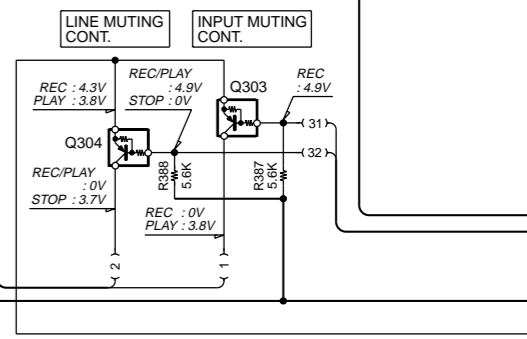 LINE MUTING
CONT.
INPUT MUTING
CONT.
REC : 4.3V
PLAY : 3.8V
REC/PLAY
: 4.9V
STOP : 0V
Q303
REC
: 4.9V
Q304
31
32
REC/PLAY
: 0V
STOP : 3.7V
R388
5.6K
R387
5.6K
REC : 0V
PLAY : 3.8V
2
1